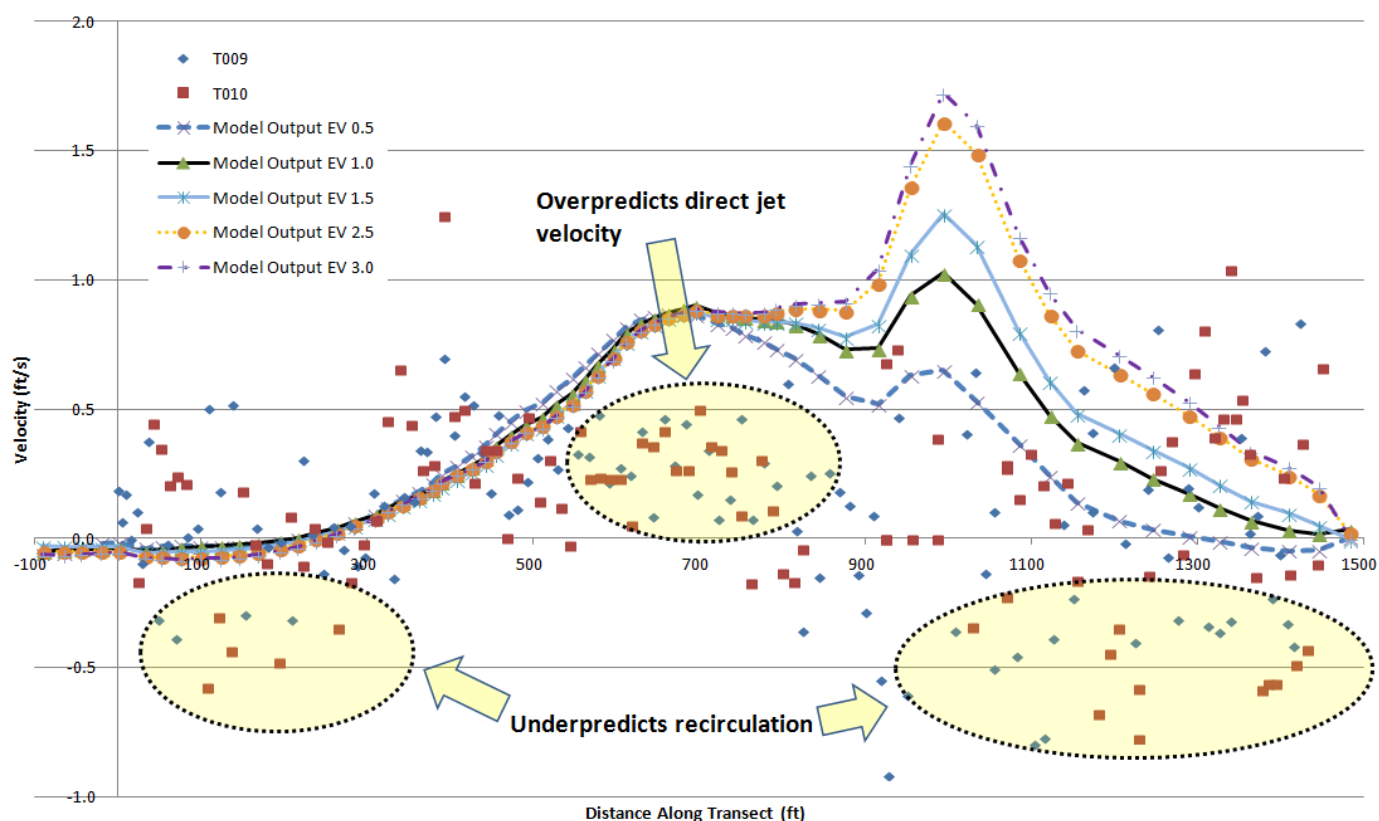 2.0
1.5
1.0
0.5
0.0
-0.5
-1.0
Velocity (ft/s)
T009
T010
Model Output EV 0.5
Model Output EV 1.0
Model Output EV 1.5
Model Output EV 2.5
Model Output EV 3.0
Overpredicts direct jet
velocity
-100 100 300 500 700 900 1100 1300 1500
Underpredicts recirculation
Distance Along Transect (ft)